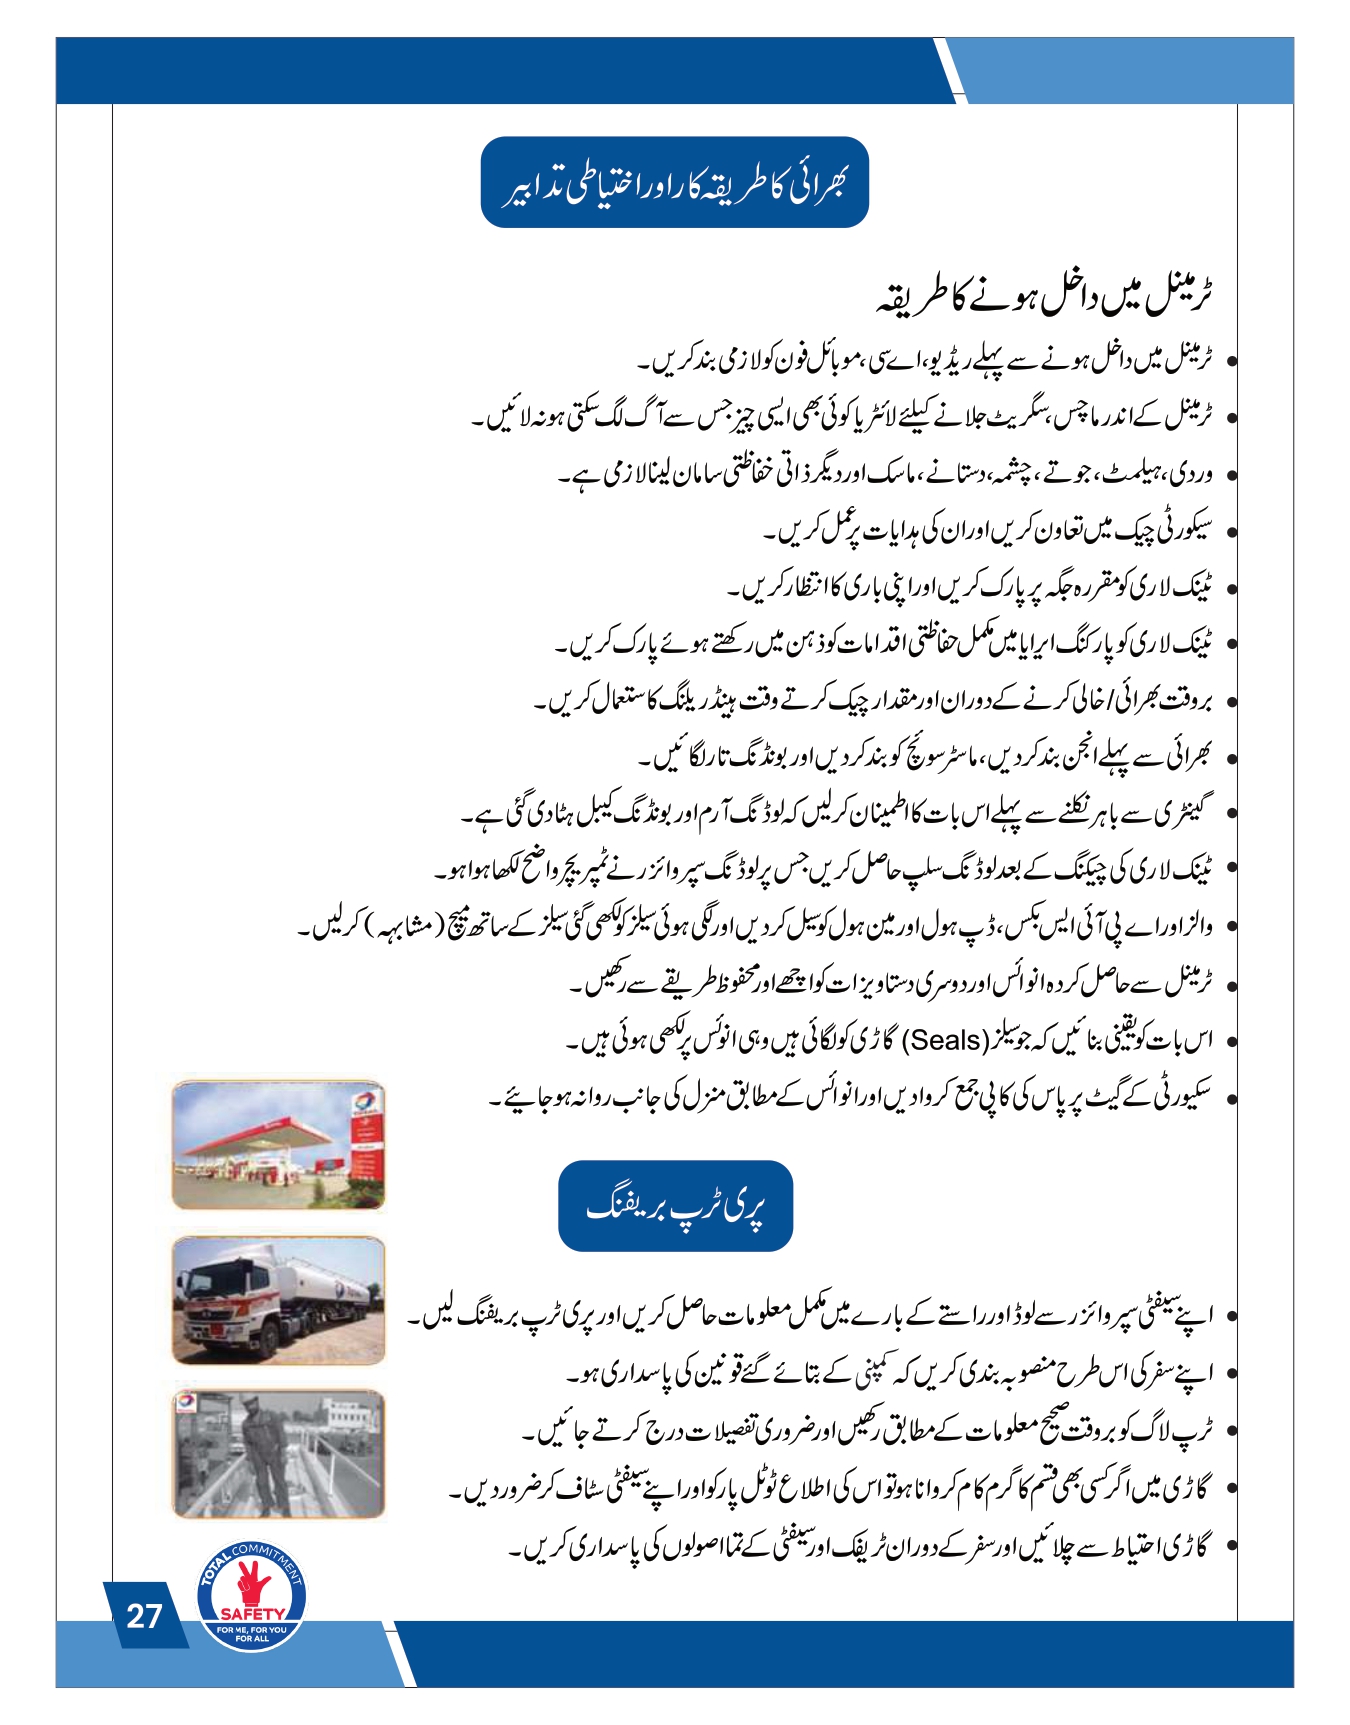 بھرائی کا طریقہ کار اور احتیاطی تدابیر
ٹرمینل میں داخل ہونے کا طریقہ
• ٹرمینل میں داخل ہونے سے پہلے ریڈیو، اے سی، موبائل فون کو لازمی بند کریں۔
• ٹرمینل کے اندر ماچس، سگریٹ جلانے کیلئے لائٹر یا کوئی بھی ایسی چیز جس سے آگ لگ سکتی ہو نہ لائیں۔
• وردی، ہیلمٹ، جوتے، چشمہ، دستانے، ماسک اور دیگر ذاتی حفاظتی سامان لینا لازمی ہے۔
• سیکورٹی چیک میں تعاون کریں اور ان کی ہدایات پر عمل کریں۔
• ٹینک لاری کو مقررہ جگہ پر پارک کریں اور اپنی باری کا انتظار کریں۔
• ٹینک لاری کو پارکنگ ایریا میں مکمل حفاظتی اقدامات کو ذہن میں رکھتے ہوئے پارک کریں۔
• بروقت بھرائی/خالی کرنے کے دوران اور مقدار چیک کرتے وقت ہینڈ ریلنگ کا ستعمال کریں۔
• بھرائی سے پہلے انجن بند کر دیں، ماسٹر سوئچ کو بند کر دیں اور بونڈنگ تار لگائیں۔
• گینٹری سے باہر نکلنے سے پہلے اس بات کا اطمینان کر لیں کہ لوڈنگ آرم اور بونڈنگ کیبل ہٹا دی گئی ہے۔
• ٹینک لاری کی چیکنگ کے بعد لوڈنگ سلپ حاصل کریں جس پر لوڈنگ سپروائزر نے ٹمپریچر واضح لکھا ہوا ہو۔
• والز اور اے پی آئی ایس بکس، ڈپ ہول اور مین ہول کو سیل کر دیں اور لگی ہوئی سیلز کو لکھی گئی سیلز کے ساتھ میچ (مشابہہ) کر لیں۔
• ٹرمینل سے حاصل کردہ انوائس اور دوسری دستاویزات کو اچھے اور محفوظ طریقے سے رکھیں۔
• اس بات کو یقینی بنائیں کہ جو سیلز (Seals) گاڑی کو لگائی ہیں وہی انوئس پر لکھی ہوئی ہیں۔
• سکیورٹی کے گیٹ پر پاس کی کاپی جمع کروا دیں اور انوائس کے مطابق منزل کی جانب روانہ ہو جایئے۔
پری ٹرپ بریفنگ
• اپنے سیفٹی سپروائزر سے لوڈ اور راستے کے بارے میں مکمل معلومات حاصل کریں اور پری ٹرپ بریفنگ لیں۔
• اپنے سفر کی اس طرح منصوبہ بندی کریں کہ کمپنی کے بتائے گئے قونین کی پاسداری ہو۔
• ٹرپ لاگ کو بروقت صحیح معلومات کے مطابق رکھیں اور ضروری تفصیلات درج کرتے جائیں۔
• گاڑی میں اگر کسی بھی قسم کا گرم کام کروانا ہو تو اس کی اطلاع ٹوٹل پارکو اور اپنے سیفٹی سٹاف کر ضرور دیں۔
• گاڑی احتیاط سے چلائیں اور سفر کے دوران ٹریفک اور سیفٹی کے تما اصولوں کی پاسداری کریں۔
TOTAL COMMITMENT
SAFETY
FOR ME, FOR YOU
FOR ALL
27